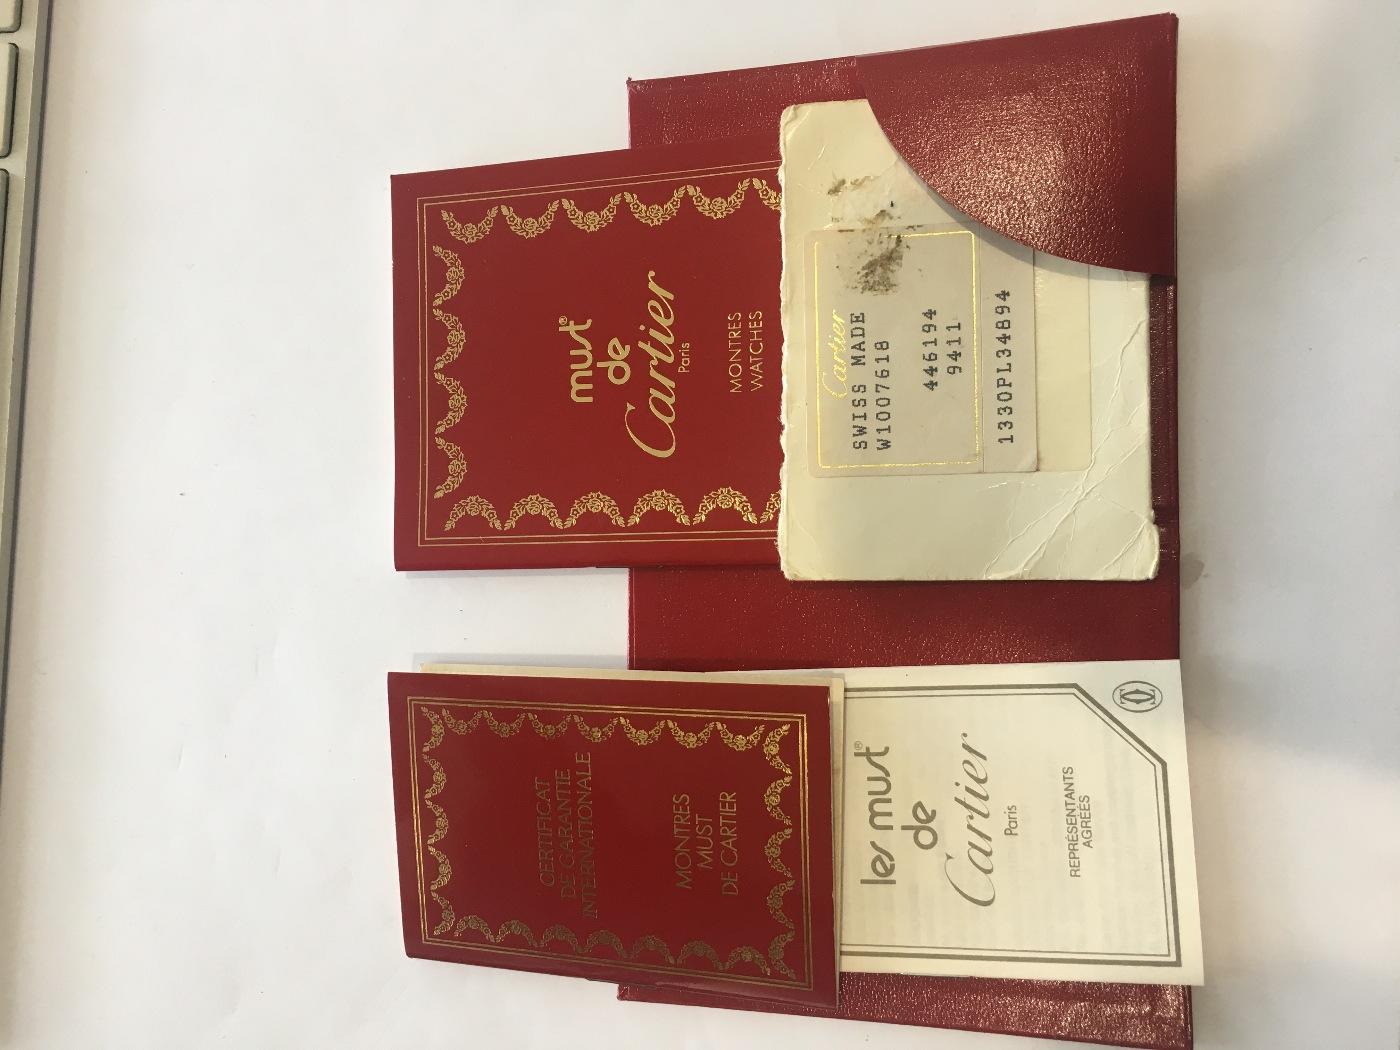 must®
de
Cartier
Paris
MONTRES
WATCHES
Cartier
SWISS MADE
W1007618
446194
9411
1330PL34894
CERTIFICAT
DE GARANTIE
INTERNATIONALE
MONTRES
MUST
DE CARTIER
les must®
de
Cartier
Paris
REPRÉSENTANTS
AGRÉÉS